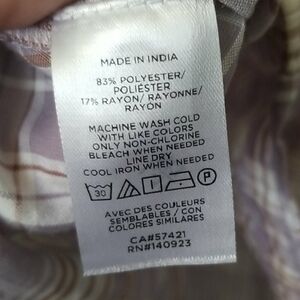 MADE IN INDIA
83% POLYESTER/
POLIÉSTER
17% RAYON/ RAYONNE/
RAYON
MACHINE WASH COLD
WITH LIKE COLORS
ONLY NON-CHLORINE
BLEACH WHEN NEEDED
LINE DRY
COOL IRON WHEN NEEDED
30 P
AVEC DES COULEURS
SEMBLABLES / CON
COLORES SIMILARES
CA#57421
RN#140923